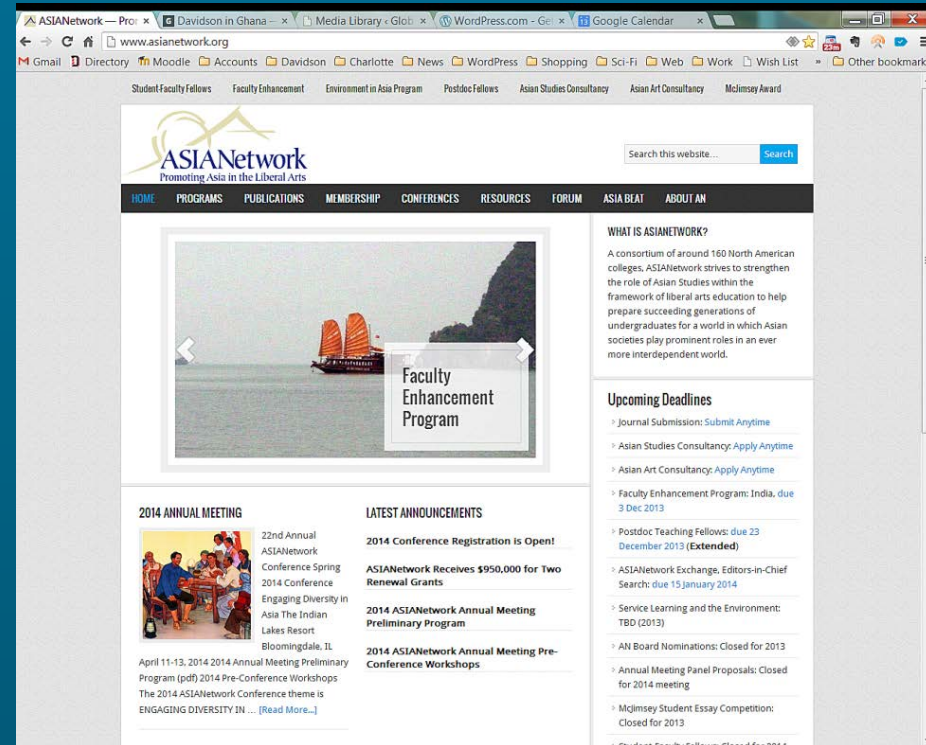 ASIANetwork — Pro
Davidson in Ghana –
Media Library ‹ Glob
WordPress.com - Ge
Google Calendar
www.asianetwork.org
23m
Gmail
Directory
Moodle
Accounts
Davidson
Charlotte
News
WordPress
Shopping
Sci-Fi
Web
Work
Wish List
»
Other bookmark
Student-Faculty Fellows
Faculty Enhancement
Environment in Asia Program
Postdoc Fellows
Asian Studies Consultancy
Asian Art Consultancy
McJimsey Award
ASIANetwork
Promoting Asia in the Liberal Arts
Search this website...
Search
HOME
PROGRAMS
PUBLICATIONS
MEMBERSHIP
CONFERENCES
RESOURCES
FORUM
ASIA BEAT
ABOUT AN
Faculty
Enhancement
Program
WHAT IS ASIANETWORK?
A consortium of around 160 North American
colleges, ASIANetwork strives to strengthen
the role of Asian Studies within the
framework of liberal arts education to help
prepare succeeding generations of
undergraduates for a world in which Asian
societies play prominent roles in an ever
more interdependent world.
Upcoming Deadlines
Journal Submission: Submit Anytime
Asian Studies Consultancy: Apply Anytime
Asian Art Consultancy: Apply Anytime
Faculty Enhancement Program: India, due
3 Dec 2013
Postdoc Teaching Fellows: due 23
December 2013 (Extended)
ASIANetwork Exchange, Editors-in-Chief
Search: due 15 January 2014
Service Learning and the Environment:
TBD (2013)
AN Board Nominations: Closed for 2013
Annual Meeting Panel Proposals: Closed
for 2014 meeting
McJimsey Student Essay Competition:
Closed for 2013
Student-Faculty Fellows: Closed for 2014
2014 ANNUAL MEETING
22nd Annual
ASIANetwork
Conference Spring
2014 Conference
Engaging Diversity in
Asia The Indian
Lakes Resort
Bloomingdale, IL
April 11-13, 2014 2014 Annual Meeting Preliminary
Program (pdf) 2014 Pre-Conference Workshops
The 2014 ASIANetwork Conference theme is
ENGAGING DIVERSITY IN … [Read More...]
LATEST ANNOUNCEMENTS
2014 Conference Registration is Open!
ASIANetwork Receives $950,000 for Two
Renewal Grants
2014 ASIANetwork Annual Meeting
Preliminary Program
2014 ASIANetwork Annual Meeting Pre-
Conference Workshops